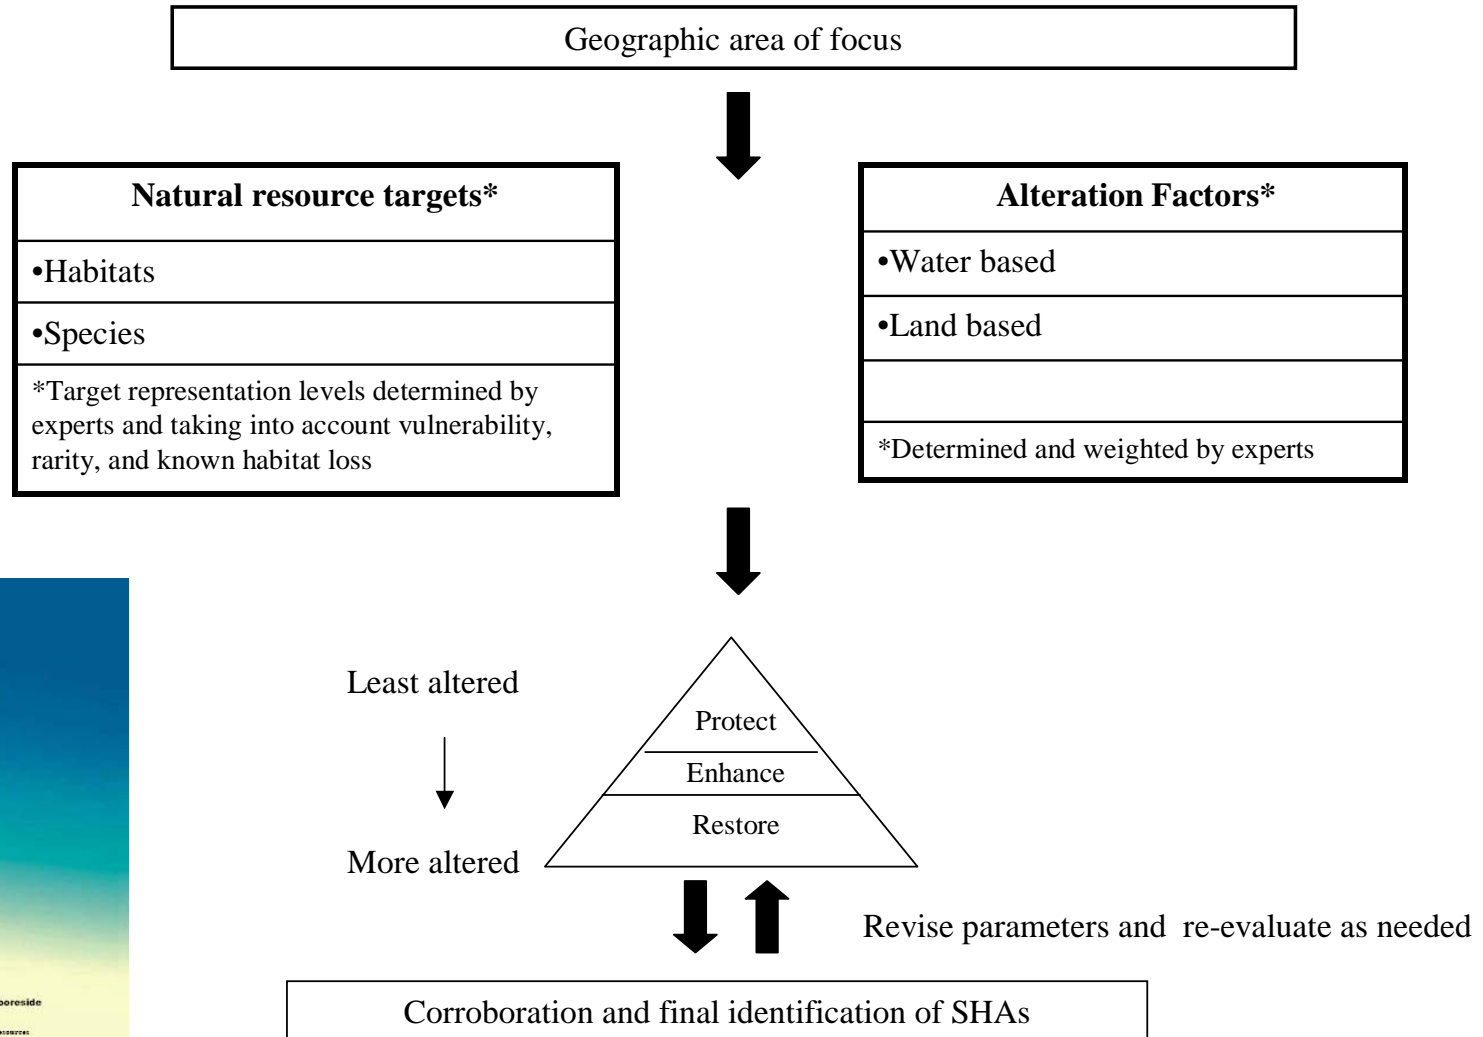 Geographic area of focus
Natural resource targets*
•Habitats
•Species
*Target representation levels determined by
experts and taking into account vulnerability,
rarity, and known habitat loss
Alteration Factors*
•Water based
•Land based
*Determined and weighted by experts
Least altered
More altered
Protect
Enhance
Restore
Revise parameters and re-evaluate as needed
Corroboration and final identification of SHAs